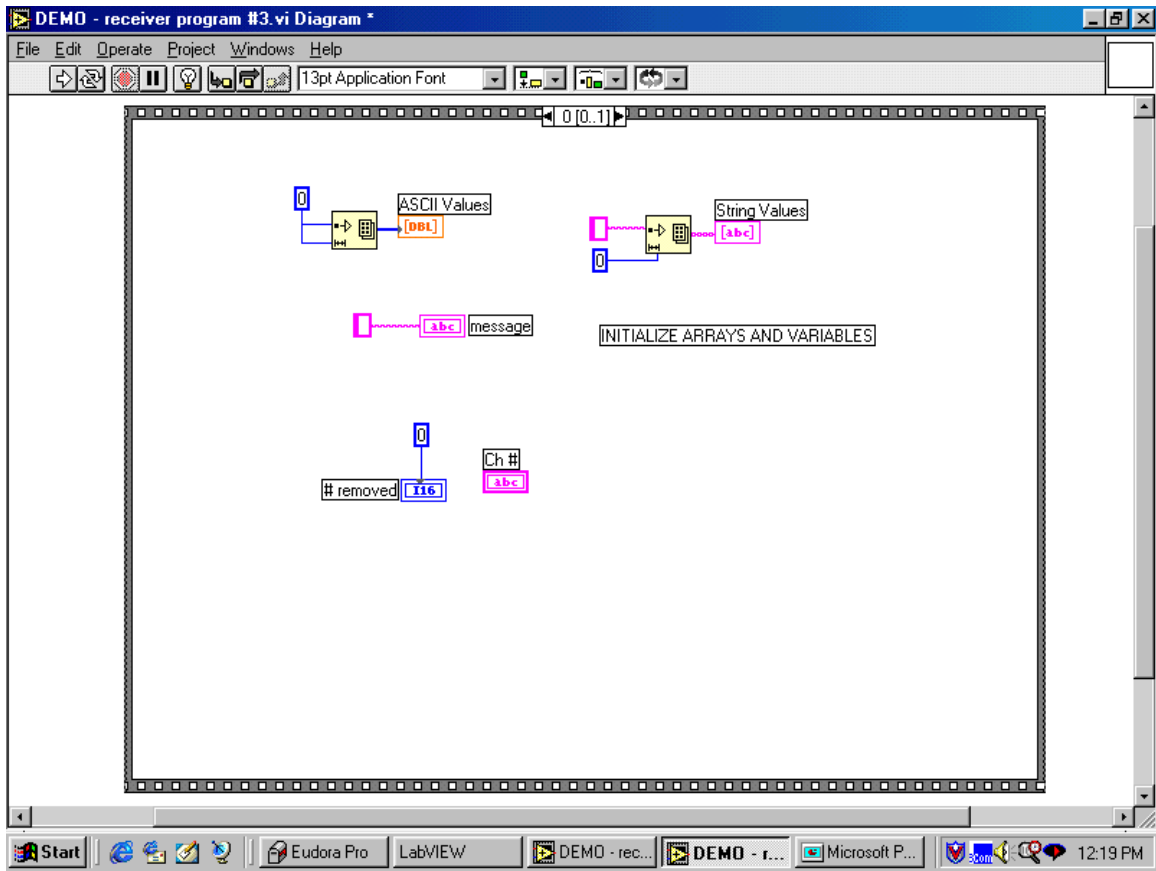 DEMO - receiver program #3.vi Diagram *
File Edit Operate Project Windows Help
13pt Application Font
0 [0..1]
0
ASCII Values
[DBL]
String Values
[abc]
0
abc message
INITIALIZE ARRAYS AND VARIABLES
0
Ch #
abc
# removed I16
Start Eudora Pro LabVIEW DEMO - rec... DEMO - r... Microsoft P... 12:19 PM